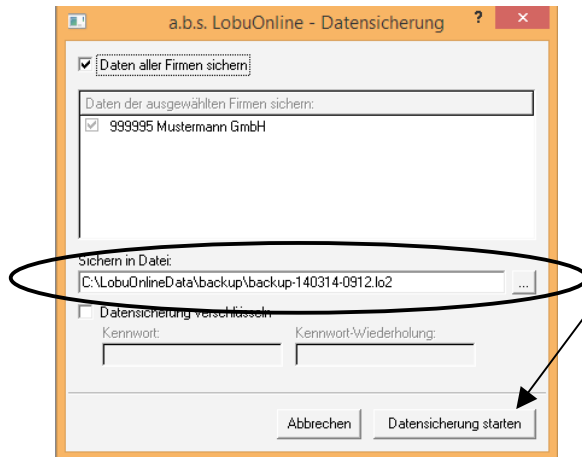 a.b.s. LobuOnline - Datensicherung ? ×
Daten aller Firmen sichern
Daten der ausgewählten Firmen sichern:
999995 Mustermann GmbH
Sichern in Datei:
C:\LobuOnlineData\backup\backup-140314-0912.lo2 ...
Datensicherung verschlüsseln
Kennwort: Kennwort-Wiederholung:
Abbrechen Datensicherung starten